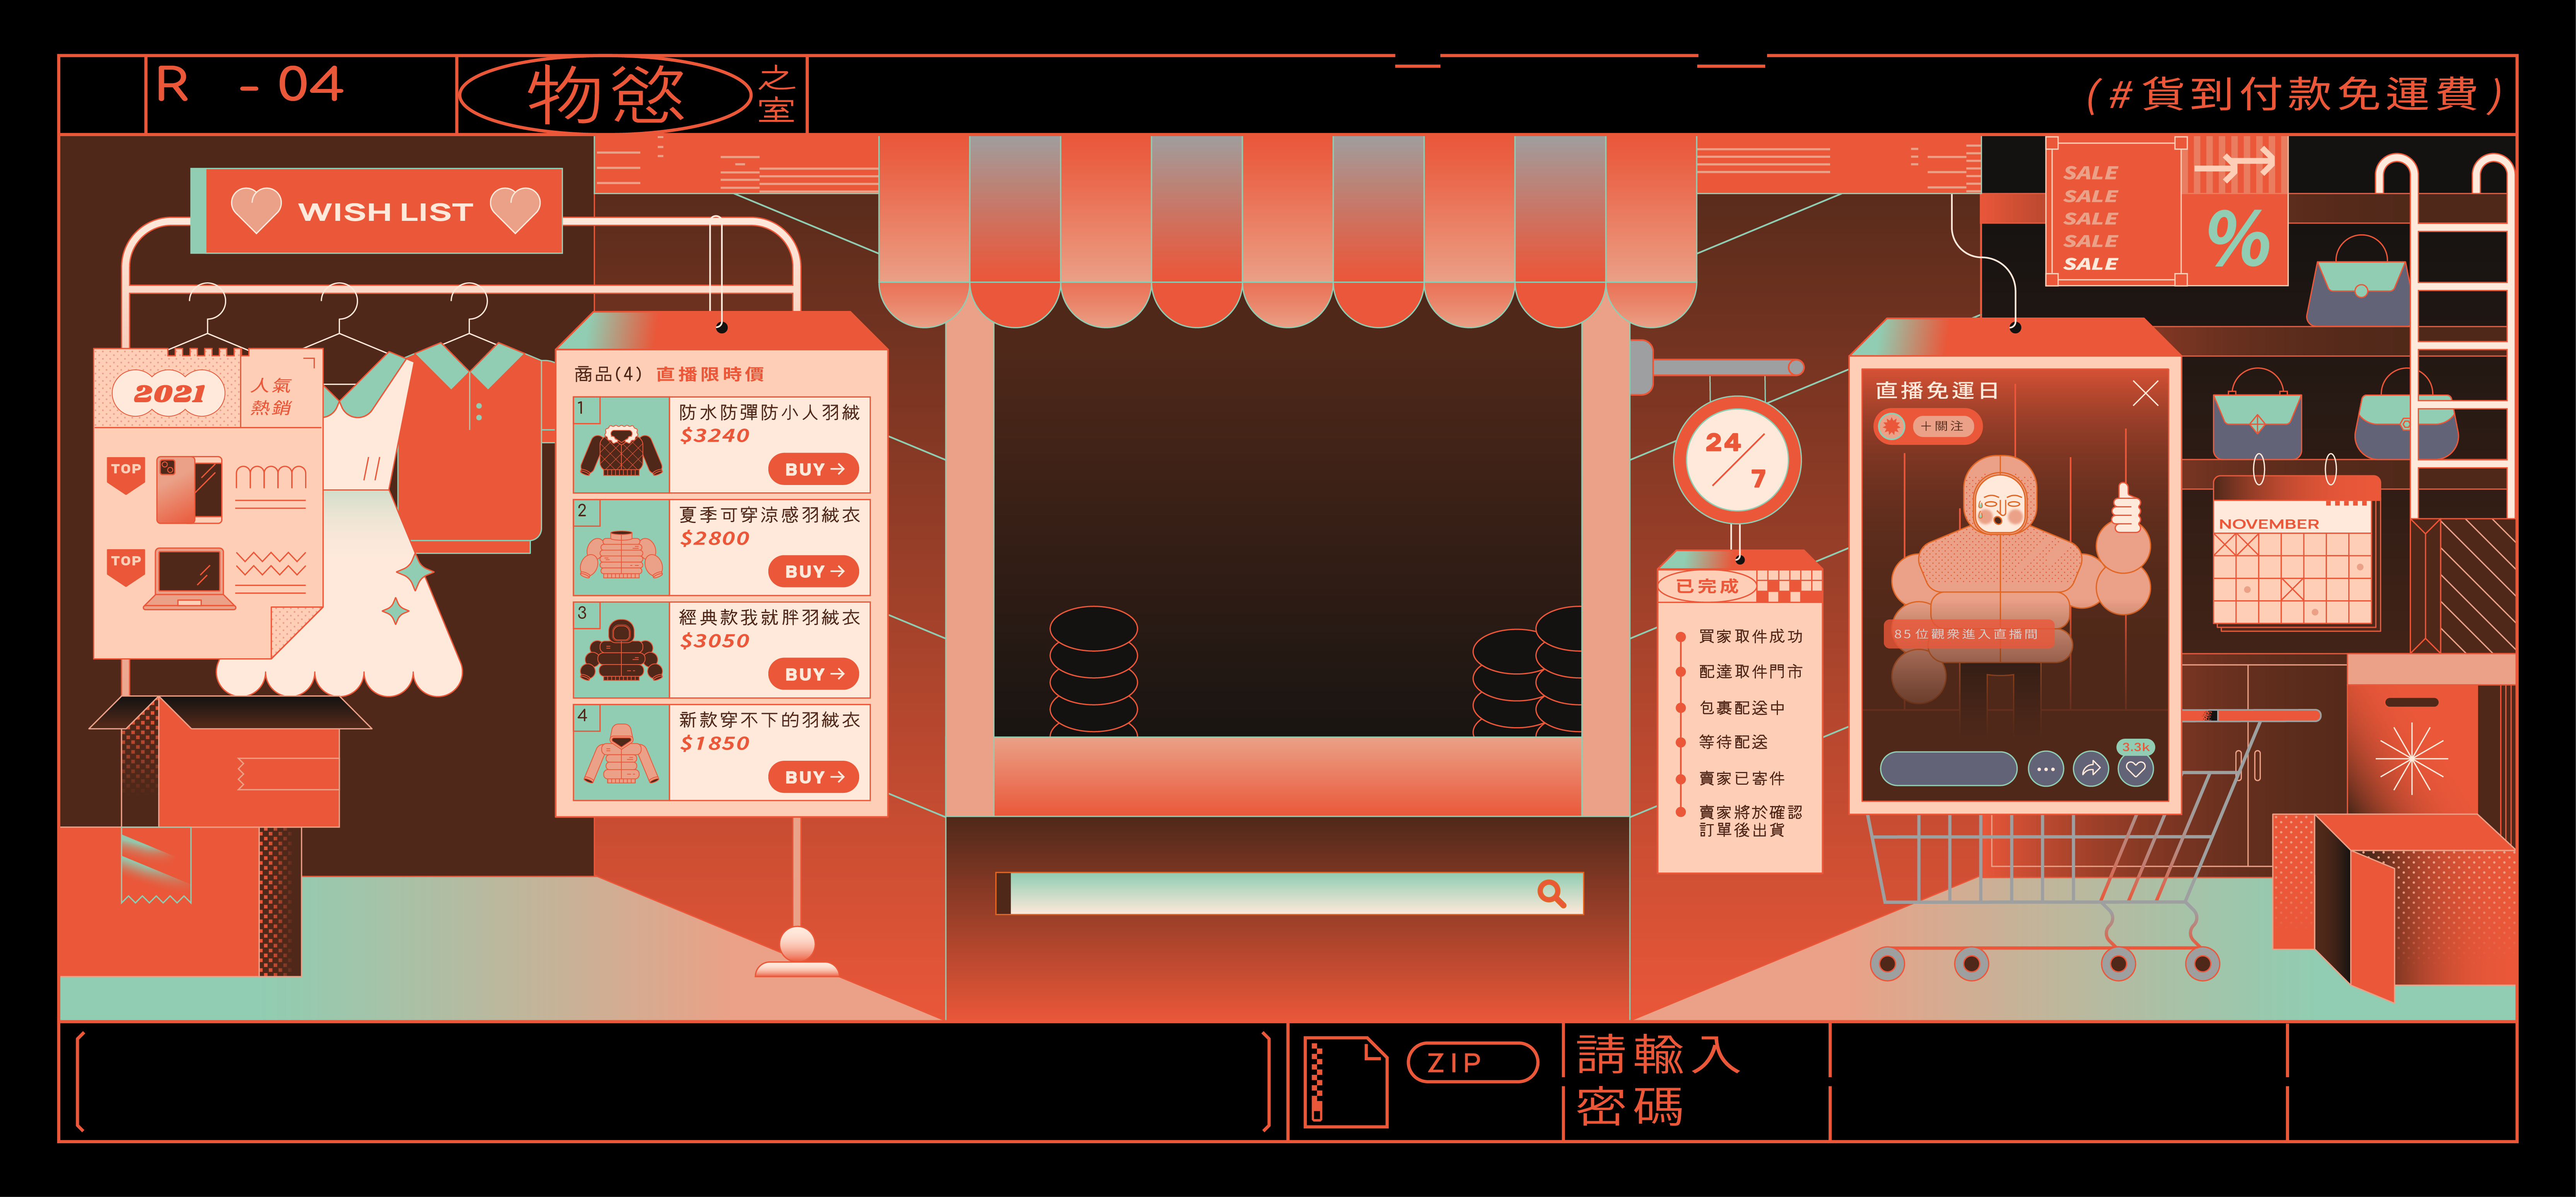 R - 04
物慾
之室
(#貨到付款免運費)
WISH LIST
2021
人氣
熱銷
TOP
TOP
商品(4) 直播限時價
1
防水防彈防小人羽絨
$3240
BUY→
2
夏季可穿涼感羽絨衣
$2800
BUY→
3
經典款我就胖羽絨衣
$3050
BUY→
4
新款穿不下的羽絨衣
$1850
BUY→
24/7
已完成
買家取件成功
配達取件門市
包裹配送中
等待配送
賣家已寄件
賣家將於確認
訂單後出貨
SALE
SALE
SALE
SALE
SALE
%
直播免運日
+關注
85位觀衆進入直播間
3.3k
NOVEMBER
ZIP
請輸入
密碼